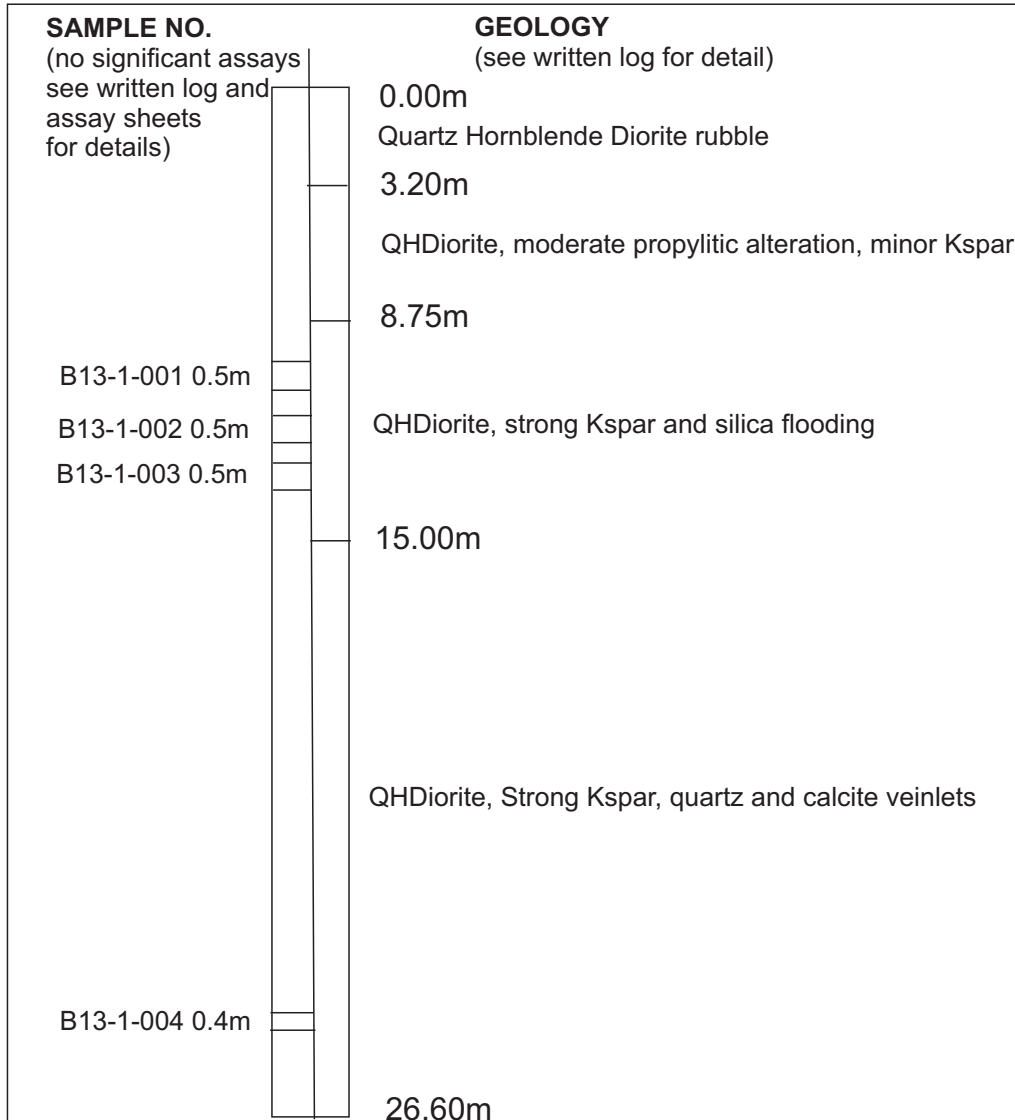 SAMPLE NO.
(no significant assays
see written log and
assay sheets
for details)
GEOLOGY
(see written log for detail)
0.00m
Quartz Hornblende Diorite rubble
3.20m
QHDiorite, moderate propylitic alteration, minor Kspar
8.75m
B13-1-001 0.5m
B13-1-002 0.5m
QHDiorite, strong Kspar and silica flooding
B13-1-003 0.5m
15.00m
QHDiorite, Strong Kspar, quartz and calcite veinlets
B13-1-004 0.4m
26.60m